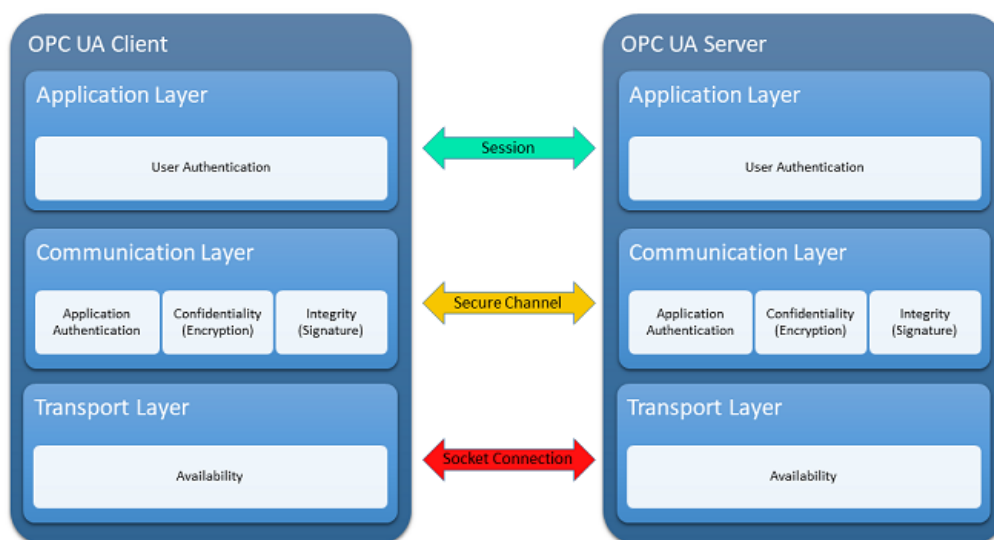 OPC UA Client
Application Layer
User Authentication
Communication Layer
Application
Authentication
Confidentiality
(Encryption)
Integrity
(Signature)
Transport Layer
Availability
Session
Secure Channel
Socket Connection
OPC UA Server
Application Layer
User Authentication
Communication Layer
Application
Authentication
Confidentiality
(Encryption)
Integrity
(Signature)
Transport Layer
Availability